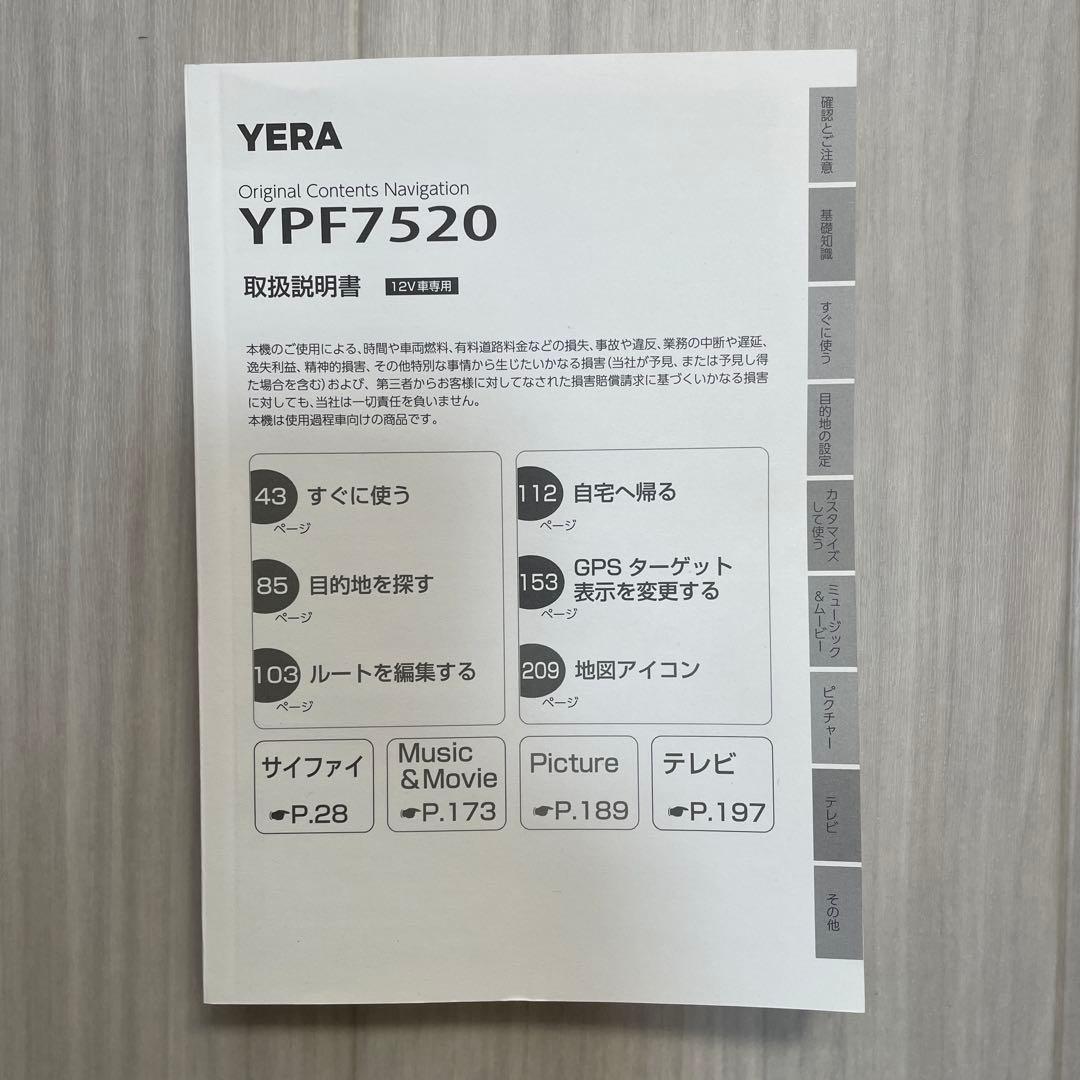 YERA
Original Contents Navigation
YPF7520
取扱説明書 12V車専用
本機のご使用による、時間や車両燃料、有料道路料金などの損失、事故や違反、業務の中断や遅延、
逸失利益、精神的損害、その他特別な事情から生じたいかなる損害(当社が予見、または予見し得
た場合を含む)および、第三者からお客様に対してなされた損害賠償請求に基づくいかなる損害
に対しても、当社は一切責任を負いません。
本機は使用過程車向けの商品です。
43 すぐに使う
ページ
85 目的地を探す
ページ
103 ルートを編集する
ページ
112 自宅へ帰る
ページ
153 GPS ターゲット
表示を変更する
ページ
209 地図アイコン
ページ
サイファイ
☛P.28
Music
&Movie
☛P.173
Picture
☛P.189
テレビ
☛P.197
確認とご注意
基礎知識
すぐに使う
目的地の設定
カスタマイズ
して使う
ミュージック
&ムービー
ピクチャー
テレビ
その他